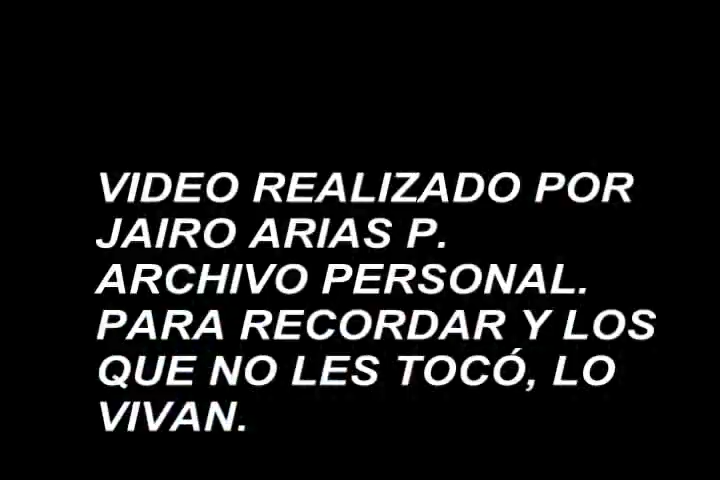 VIDEO REALIZADO POR
JAIRO ARIAS P.
ARCHIVO PERSONAL.
PARA RECORDAR Y LOS
QUE NO LES TOCÓ, LO
VIVAN.